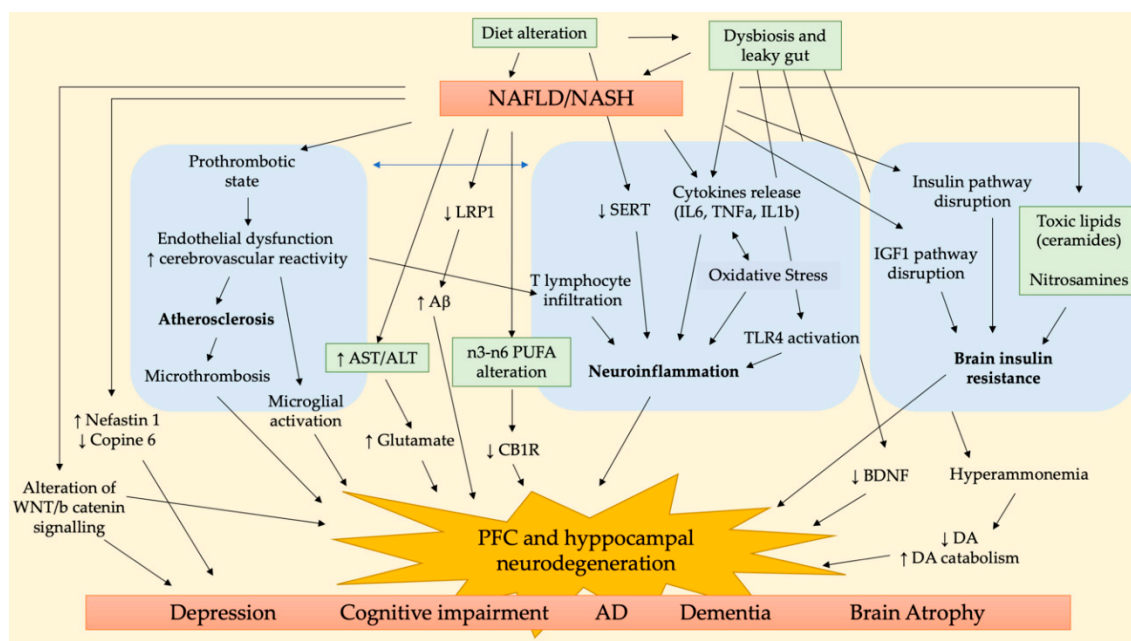 Diet alteration
Dysbiosis and
leaky gut
NAFLD/NASH
Prothrombotic
state
Endothelial dysfunction
↑ cerebrovascular reactivity
Atherosclerosis
Microthrombosis
Microglial
activation
↑ Nefastin 1
↓ Copine 6
Alteration of
WNT/b catenin
signalling
↓ LRP1
↑ Aβ
↑ AST/ALT
↑ Glutamate
n3-n6 PUFA
alteration
↓ CB1R
↓ SERT
Cytokines release
(IL6, TNFa, IL1b)
T lymphocyte
infiltration
Oxidative Stress
TLR4 activation
Neuroinflammation
Insulin pathway
disruption
IGF1 pathway
disruption
Toxic lipids
(ceramides)
Nitrosamines
Brain insulin
resistance
↓ BDNF
Hyperammonemia
↓ DA
↑ DA catabolism
PFC and hyppocampal
neurodegeneration
Depression Cognitive impairment AD Dementia Brain Atrophy